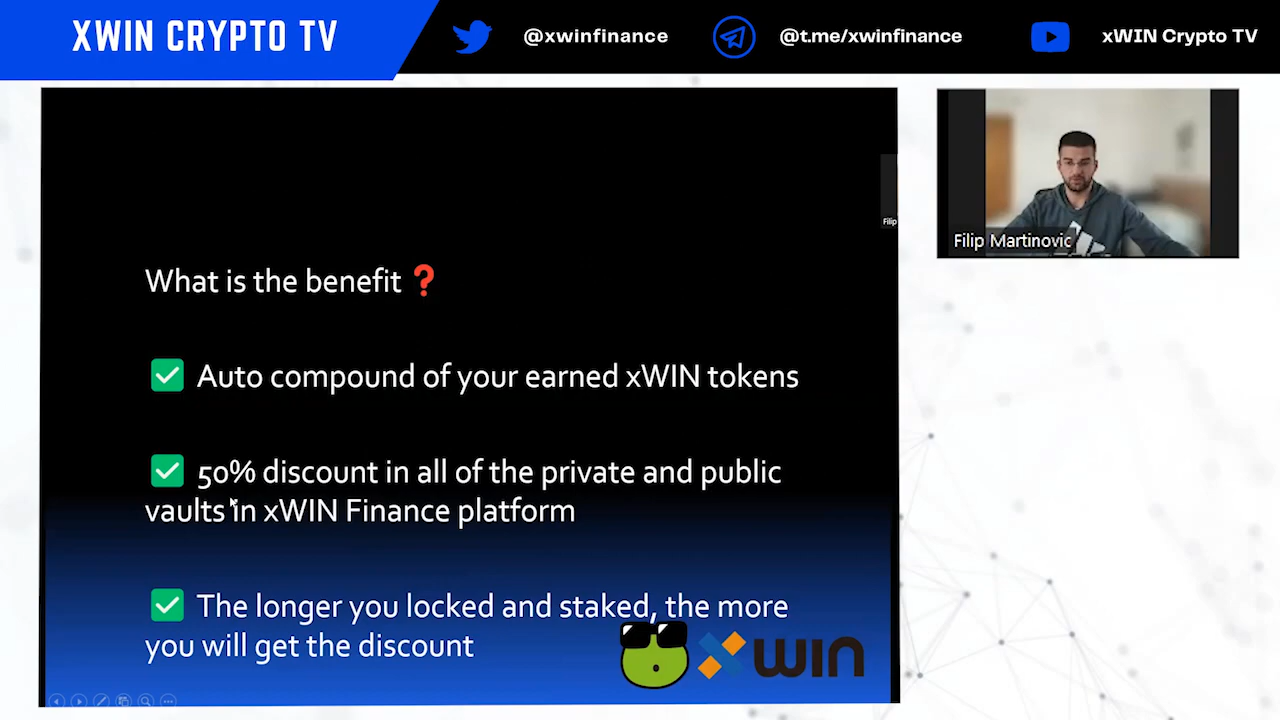 XWIN CRYPTO TV
@xwinfinance
@t.me/xwinfinance
xWIN Crypto TV
Filip
Filip Martinovic
What is the benefit ❓
✅ Auto compound of your earned xWIN tokens
✅ 50% discount in all of the private and public
vaults in xWIN Finance platform
✅ The longer you locked and staked, the more
you will get the discount
xWIN